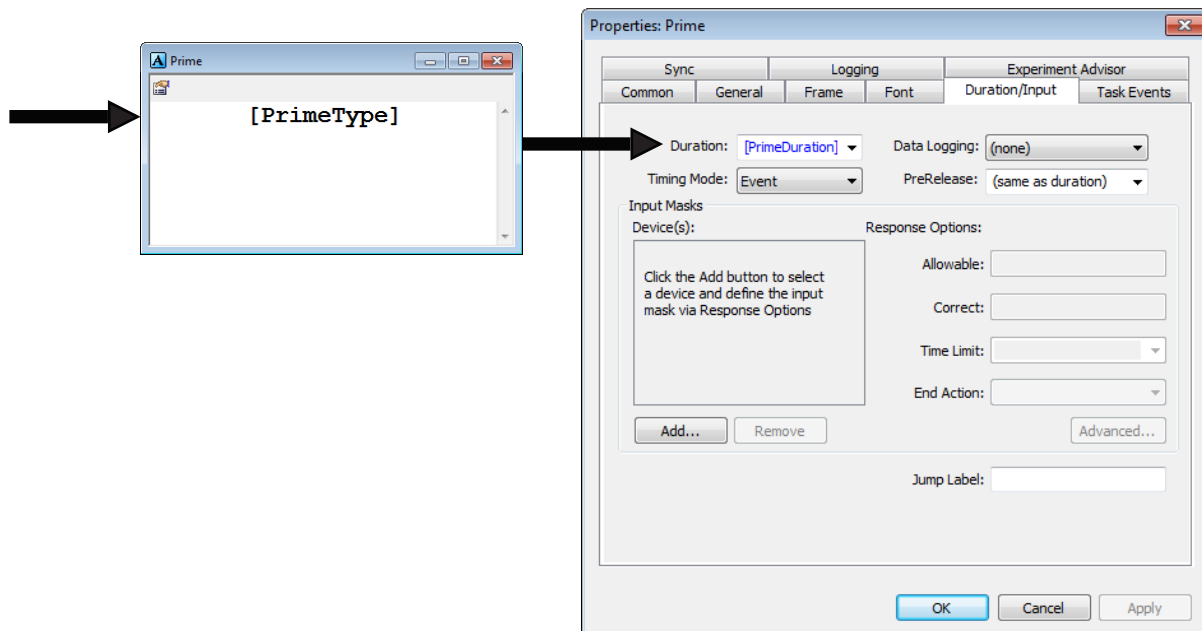 Prime
[PrimeType]
Properties: Prime
Sync Logging Experiment Advisor
Common General Frame Font Duration/Input Task Events
Duration: [PrimeDuration] Data Logging: (none)
Timing Mode: Event PreRelease: (same as duration)
Input Masks
Device(s): Response Options:
Click the Add button to select
a device and define the input
mask via Response Options
Allowable:
Correct:
Time Limit:
End Action:
Add... Remove Advanced...
Jump Label:
OK Cancel Apply